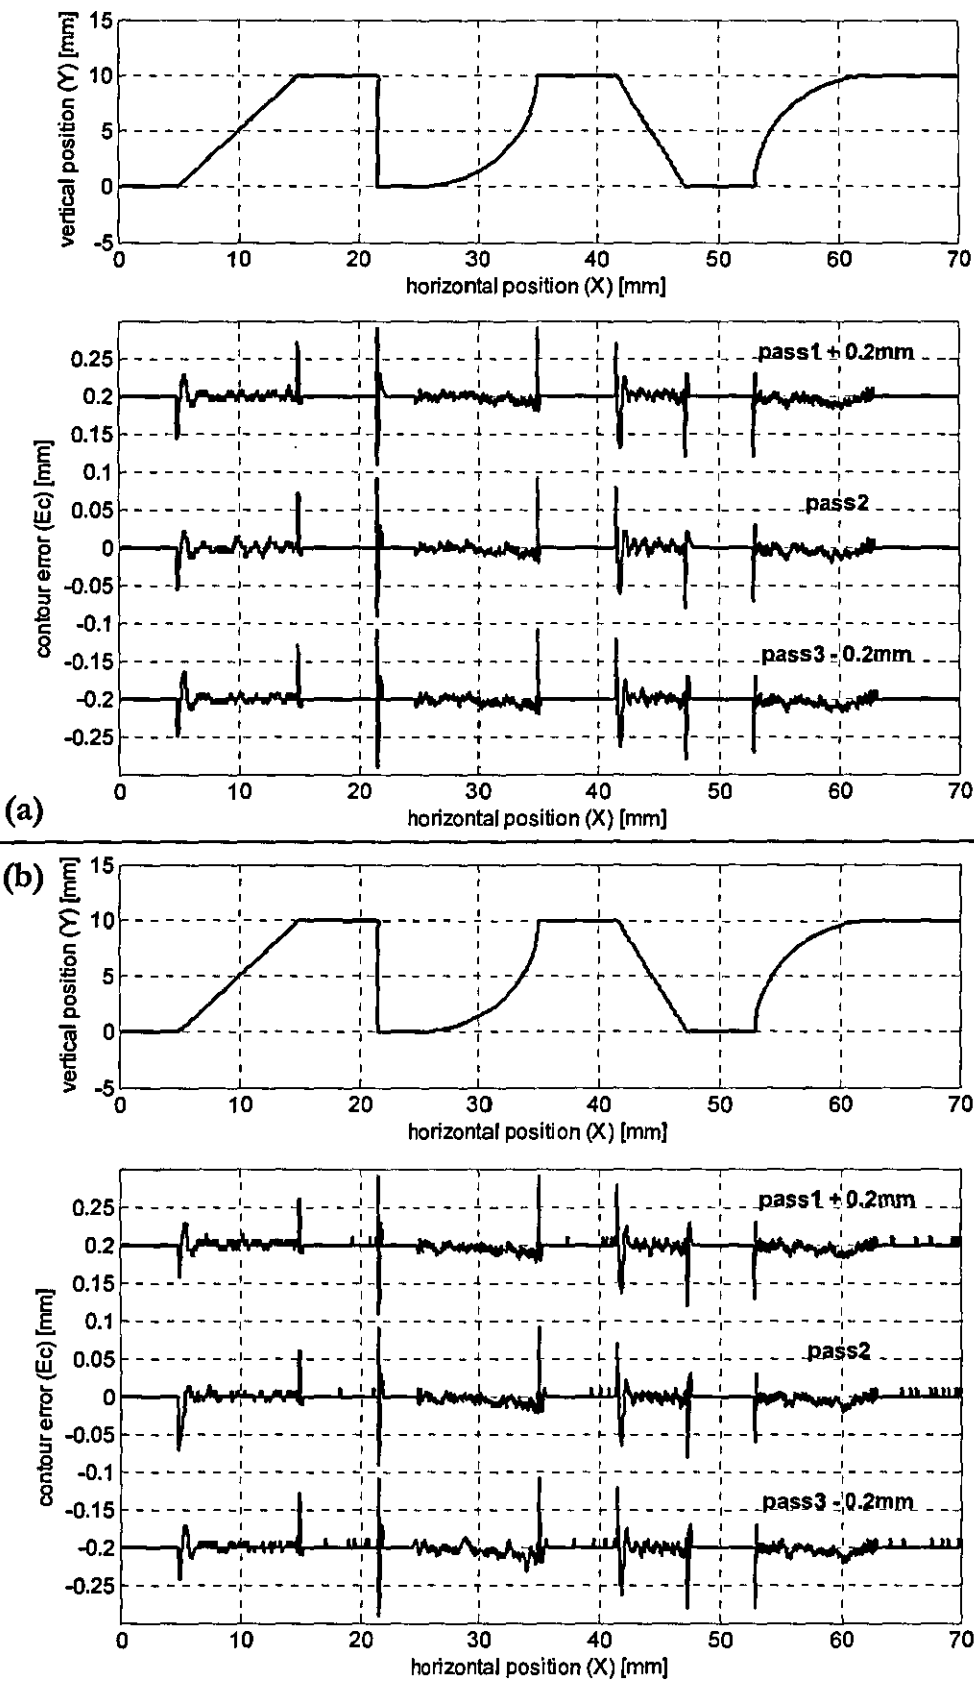 15
10
5
0
-5
vertical position (Y) [mm]
0 10 20 30 40 50 60 70
horizontal position (X) [mm]
pass1 + 0.2mm
pass2
pass3 - 0.2mm
0.25
0.2
0.15
0.1
0.05
0
-0.05
-0.1
-0.15
-0.2
-0.25
contour error (Ec) [mm]
0 10 20 30 40 50 60 70
horizontal position (X) [mm]
(a)
(b)
15
10
5
0
-5
vertical position (Y) [mm]
0 10 20 30 40 50 60 70
horizontal position (X) [mm]
pass1 + 0.2mm
pass2
pass3 - 0.2mm
0.25
0.2
0.15
0.1
0.05
0
-0.05
-0.1
-0.15
-0.2
-0.25
contour error (Ec) [mm]
0 10 20 30 40 50 60 70
horizontal position (X) [mm]